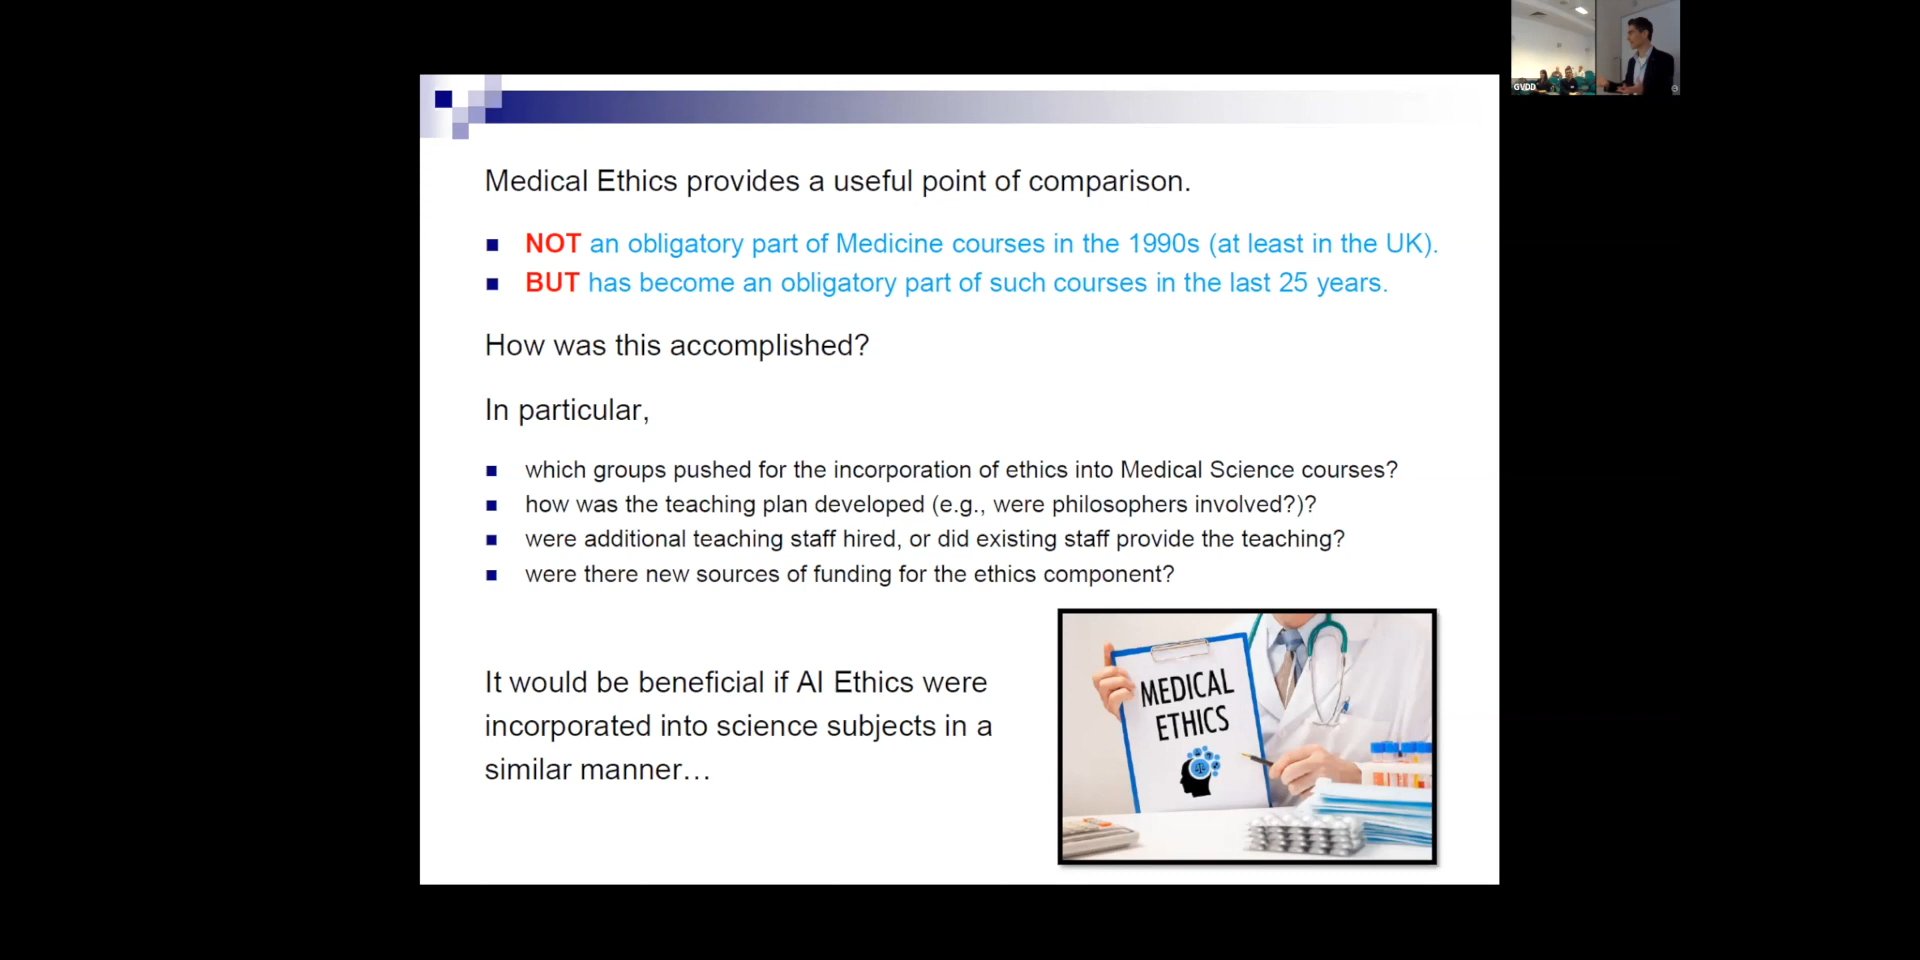 GVDD
Medical Ethics provides a useful point of comparison.
NOT an obligatory part of Medicine courses in the 1990s (at least in the UK).
BUT has become an obligatory part of such courses in the last 25 years.
How was this accomplished?
In particular,
which groups pushed for the incorporation of ethics into Medical Science courses?
how was the teaching plan developed (e.g., were philosophers involved?)?
were additional teaching staff hired, or did existing staff provide the teaching?
were there new sources of funding for the ethics component?
It would be beneficial if AI Ethics were
incorporated into science subjects in a
similar manner…
MEDICAL
ETHICS